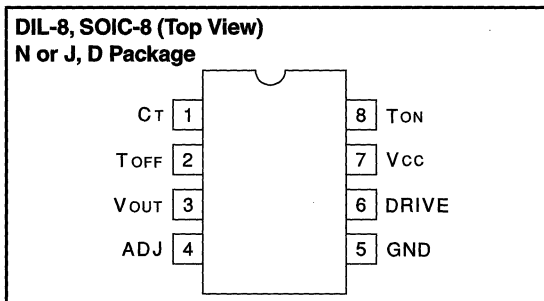 DIL-8, SOIC-8 (Top View)
N or J, D Package
CT 1 8 TON
TOFF 2 7 VCC
VOUT 3 6 DRIVE
ADJ 4 5 GND